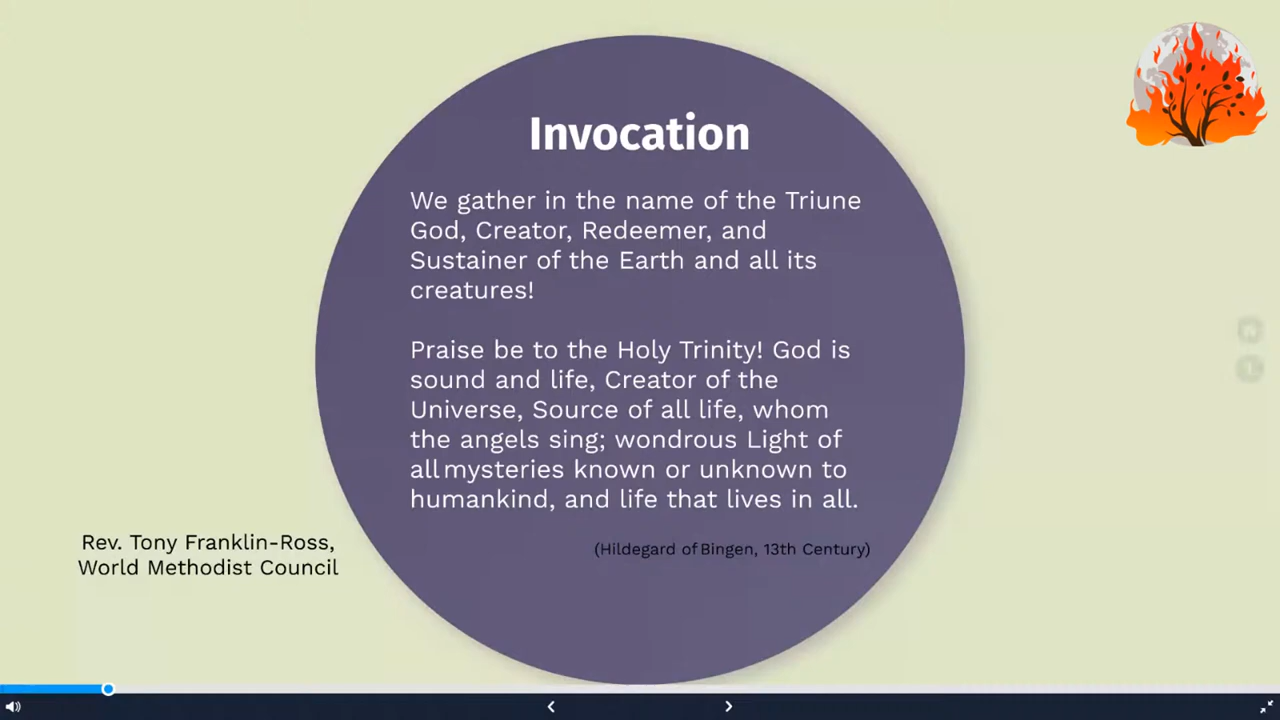 Invocation
We gather in the name of the Triune
God, Creator, Redeemer, and
Sustainer of the Earth and all its
creatures!
Praise be to the Holy Trinity! God is
sound and life, Creator of the
Universe, Source of all life, whom
the angels sing; wondrous Light of
all mysteries known or unknown to
humankind, and life that lives in all.
(Hildegard of Bingen, 13th Century)
Rev. Tony Franklin-Ross,
World Methodist Council